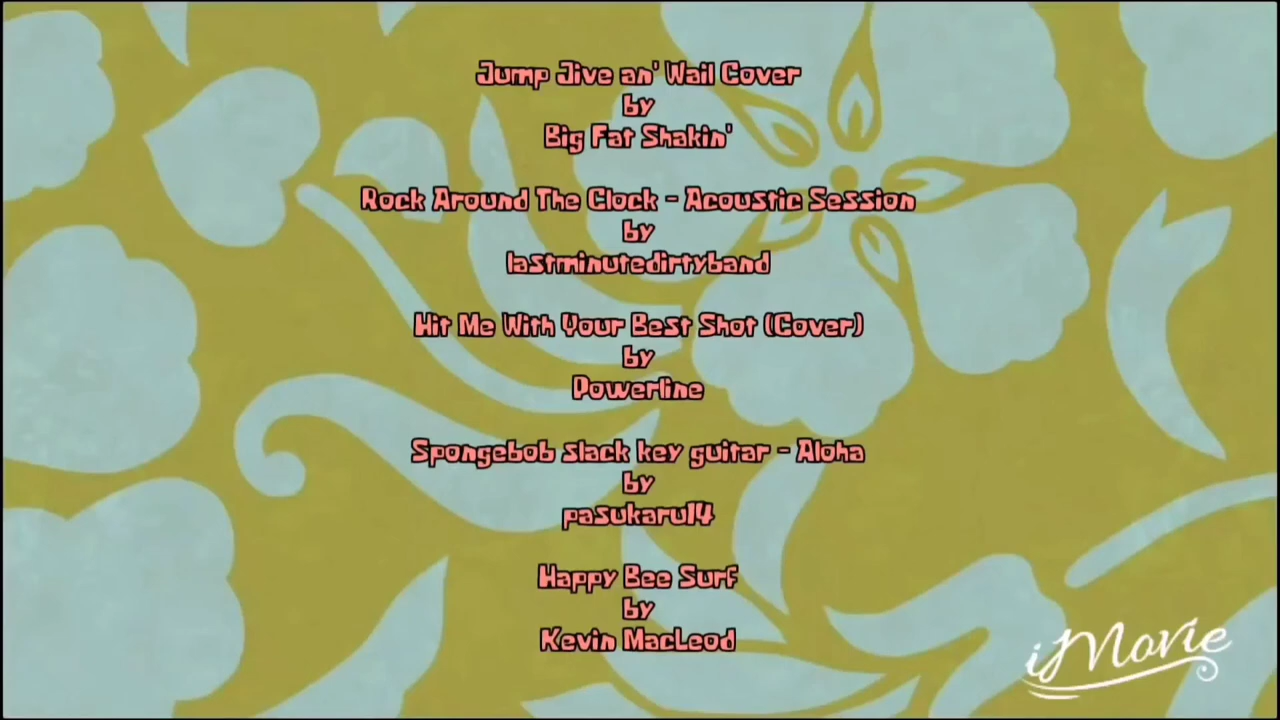 Jump Jive an' Wail Cover
by
Big Fat Shakin'
Rock Around The Clock - Acoustic Session
by
lastminutedirtyband
Hit Me With Your Best Shot (Cover)
by
Powerline
Spongebob slack key guitar - Aloha
by
pasukaru14
Happy Bee Surf
by
Kevin MacLeod
iMovie